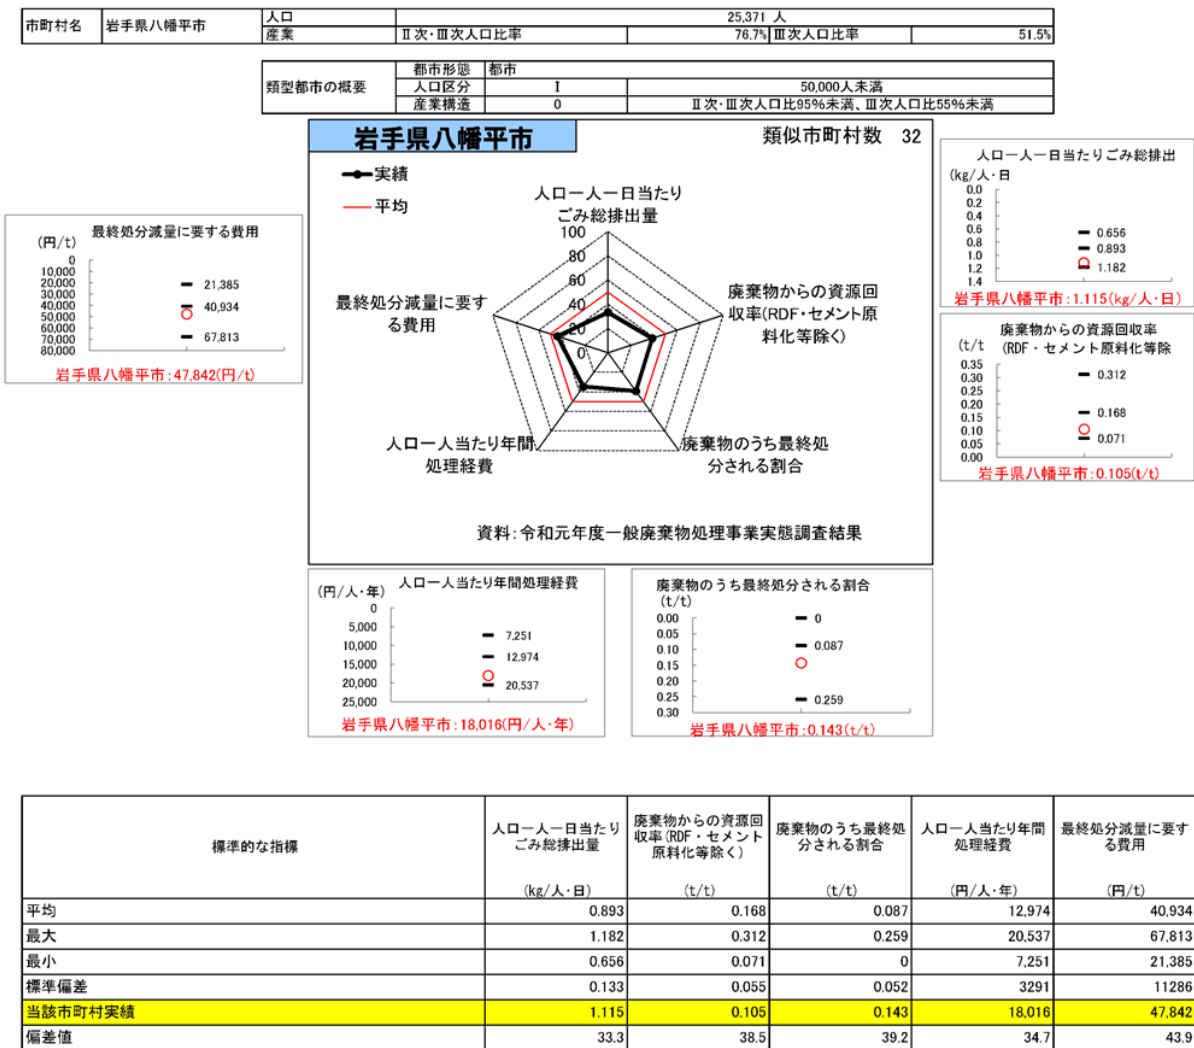 市町村名 岩手県八幡平市 人口 25,371 人
産業 Ⅱ次・Ⅲ次人口比率 76.7% Ⅲ次人口比率 51.5%
類型都市の概要 都市形態 都市
人口区分 Ⅰ 50,000人未満
産業構造 0 Ⅱ次・Ⅲ次人口比95%未満、Ⅲ次人口比55%未満
岩手県八幡平市 類似市町村数 32
実績
平均
人口一人一日当たり
ごみ総排出量
100
80
60
40
20
0
廃棄物からの資源回
収率(RDF・セメント原
料化等除く)
廃棄物のうち最終処
分される割合
人口一人当たり年間
処理経費
最終処分減量に要す
る費用
資料:令和元年度一般廃棄物処理事業実態調査結果
最終処分減量に要する費用
(円/t)
0
10,000
20,000
30,000
40,000
50,000
60,000
70,000
80,000
21,385
40,934
67,813
岩手県八幡平市:47,842(円/t)
人口一人一日当たりごみ総排出
(kg/人・日
0.0
0.2
0.4
0.6
0.8
1.0
1.2
1.4
0.656
0.893
1.182
岩手県八幡平市:1.115(kg/人・日)
廃棄物からの資源回収率
(t/t (RDF・セメント原料化等除
0.35
0.30
0.25
0.20
0.15
0.10
0.05
0.00
0.312
0.168
0.071
岩手県八幡平市:0.105(t/t)
人口一人当たり年間処理経費
(円/人・年)
0
5,000
10,000
15,000
20,000
25,000
7,251
12,974
20,537
岩手県八幡平市:18,016(円/人・年)
廃棄物のうち最終処分される割合
(t/t)
0.00
0.05
0.10
0.15
0.20
0.25
0.30
0
0.087
0.259
岩手県八幡平市:0.143(t/t)
標準的な指標
人口一人一日当たり
ごみ総排出量
(kg/人・日)
廃棄物からの資源回
収率(RDF・セメント
原料化等除く)
(t/t)
廃棄物のうち最終処
分される割合
(t/t)
人口一人当たり年間
処理経費
(円/人・年)
最終処分減量に要す
る費用
(円/t)
平均 0.893 0.168 0.087 12,974 40,934
最大 1.182 0.312 0.259 20,537 67,813
最小 0.656 0.071 0 7,251 21,385
標準偏差 0.133 0.055 0.052 3291 11286
当該市町村実績 1.115 0.105 0.143 18,016 47,842
偏差値 33.3 38.5 39.2 34.7 43.9